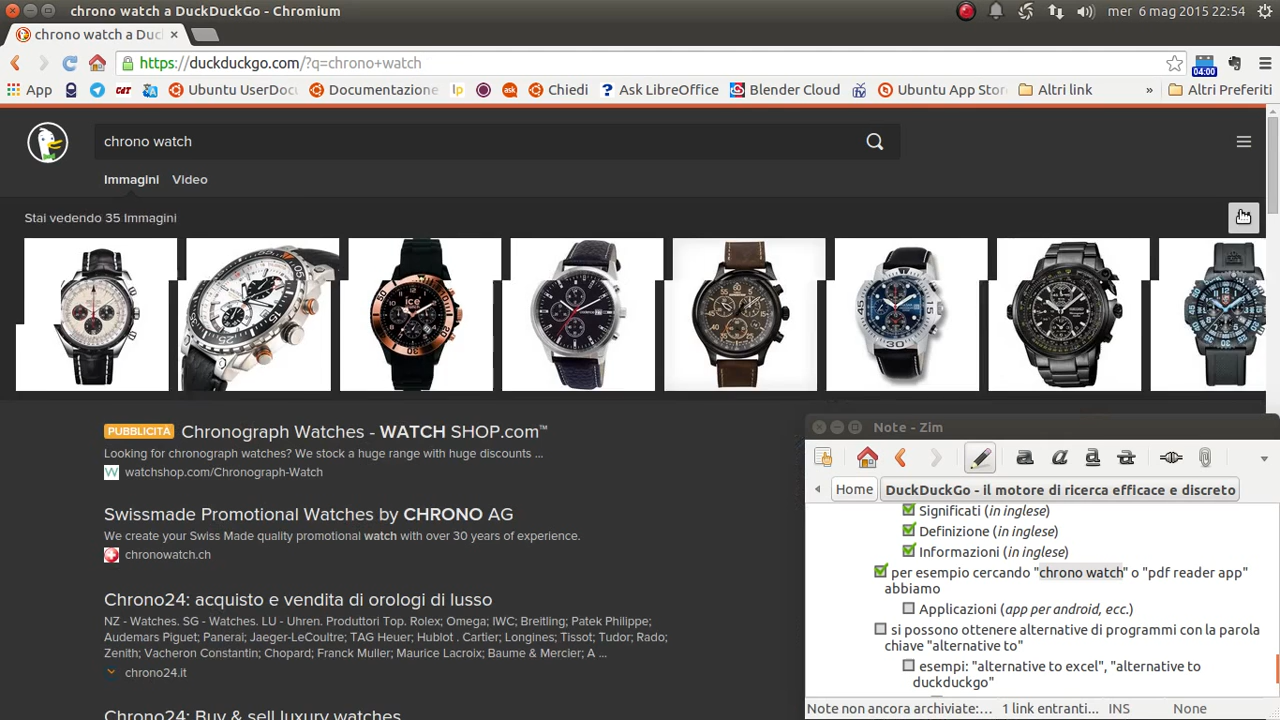 chrono watch a DuckDuckGo - Chromium
mer 6 mag 2015 22:54
chrono watch a Duc
https://duckduckgo.com/?q=chrono+watch
04:00
App
CAT
Ubuntu UserDocu
Documentazione
lp
ask
Chiedi
? Ask LibreOffice
Blender Cloud
Ubuntu App Store
Altri link
»
Altri Preferiti
chrono watch
Immagini
Video
Stai vedendo 35 Immagini
ice
PUBBLICITÀ Chronograph Watches - WATCH SHOP.com™
Looking for chronograph watches? We stock a huge range with huge discounts ...
W watchshop.com/Chronograph-Watch
Swissmade Promotional Watches by CHRONO AG
We create your Swiss Made quality promotional watch with over 30 years of experience.
chronowatch.ch
Chrono24: acquisto e vendita di orologi di lusso
NZ - Watches. SG - Watches. LU - Uhren. Produttori Top. Rolex; Omega; IWC; Breitling; Patek Philippe;
Audemars Piguet; Panerai; Jaeger-LeCoultre; TAG Heuer; Hublot . Cartier; Longines; Tissot; Tudor; Rado;
Zenith; Vacheron Constantin; Chopard; Franck Muller; Maurice Lacroix; Baume & Mercier; A ...
chrono24.it
Chrono24: Buy & sell luxury watches
Note - Zim
Home
DuckDuckGo - il motore di ricerca efficace e discreto
Significati (in inglese)
Definizione (in inglese)
Informazioni (in inglese)
per esempio cercando "chrono watch" o "pdf reader app"
abbiamo
Applicazioni (app per android, ecc.)
si possono ottenere alternative di programmi con la parola
chiave "alternative to"
esempi: "alternative to excel", "alternative to
duckduckgo"
Note non ancora archiviate:...
1 link entranti...
INS
None